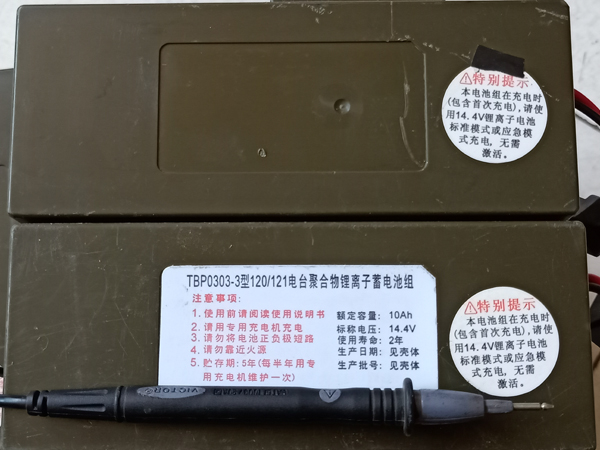 ⚠特别提示
本电池组在充电时
(包含首次充电),请使
用14.4V锂离子电池
标准模式或应急模
式充电,无需
激活。
TBP0303-3型120/121电台聚合物锂离子蓄电池组
注意事项:
1. 使用前请阅读使用说明书
2. 请用专用充电机充电
3. 请勿将电池正负极短路
4. 请勿靠近火源
5. 贮存期: 5年(每半年用专
用充电机维护一次)
额定容量: 10Ah
标称电压: 14.4V
使用寿命: 2年
生产日期: 见壳体
生产批号: 见壳体
⚠特别提示
本电池组在充电时
(包含首次充电),请使
用14.4V锂离子电池
标准模式或应急模
式充电,无需
激活。
VICTOR